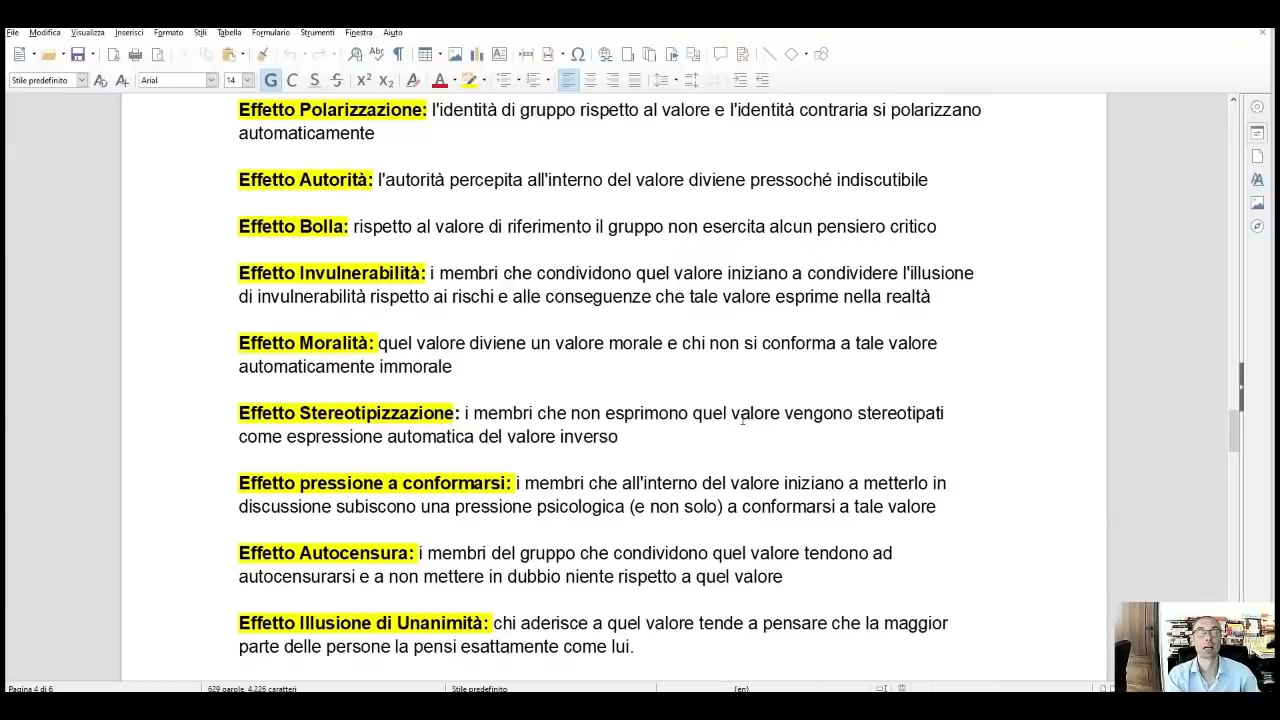 File Modifica Visualizza Inserisci Formato Stili Tabella Formulario Strumenti Finestra Aiuto
Stile predefinito Arial 14 G C S
Effetto Polarizzazione: l'identità di gruppo rispetto al valore e l'identità contraria si polarizzano
automaticamente
Effetto Autorità: l'autorità percepita all'interno del valore diviene pressoché indiscutibile
Effetto Bolla: rispetto al valore di riferimento il gruppo non esercita alcun pensiero critico
Effetto Invulnerabilità: i membri che condividono quel valore iniziano a condividere l'illusione
di invulnerabilità rispetto ai rischi e alle conseguenze che tale valore esprime nella realtà
Effetto Moralità: quel valore diviene un valore morale e chi non si conforma a tale valore
automaticamente immorale
Effetto Stereotipizzazione: i membri che non esprimono quel valore vengono stereotipati
come espressione automatica del valore inverso
Effetto pressione a conformarsi: i membri che all'interno del valore iniziano a metterlo in
discussione subiscono una pressione psicologica (e non solo) a conformarsi a tale valore
Effetto Autocensura: i membri del gruppo che condividono quel valore tendono ad
autocensurarsi e a non mettere in dubbio niente rispetto a quel valore
Effetto Illusione di Unanimità: chi aderisce a quel valore tende a pensare che la maggior
parte delle persone la pensi esattamente come lui.
Pagina 4 di 6 629 parole, 4.226 caratteri Stile predefinito [en]